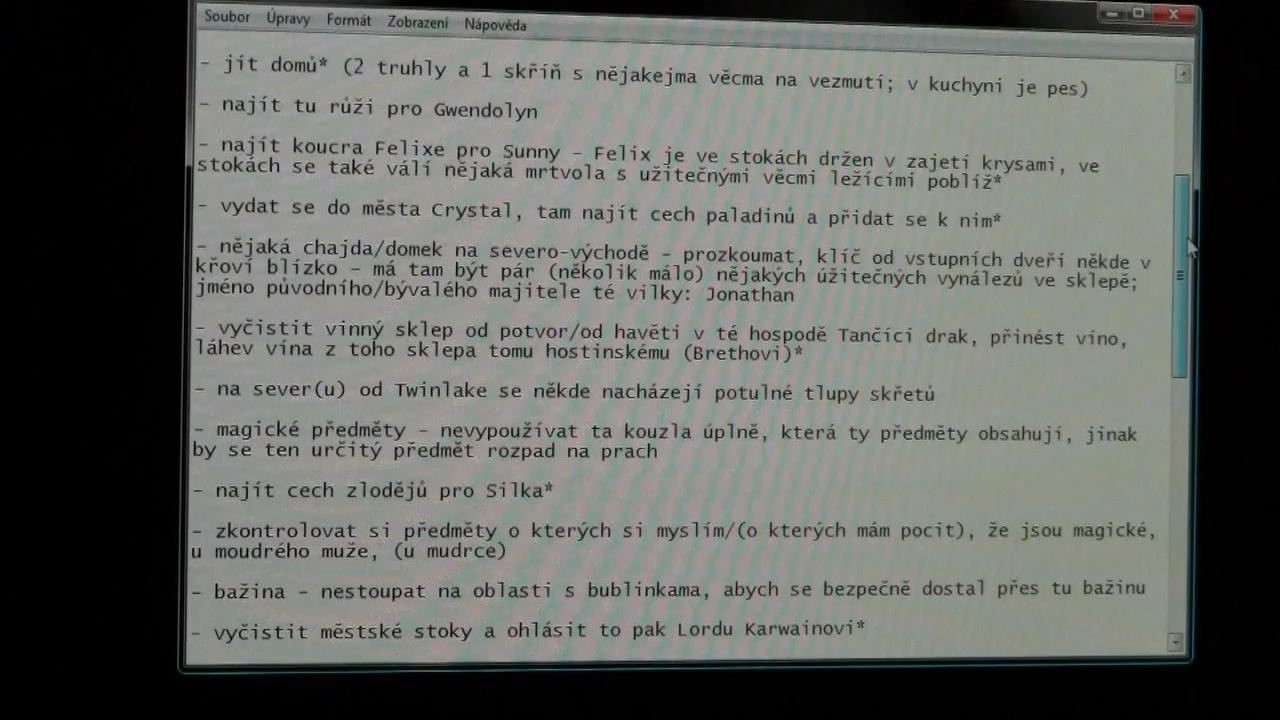 Soubor Úpravy Formát Zobrazení Nápověda
- jít domů* (2 truhly a 1 skříň s nějakejma věcma na vezmutí; v kuchyni je pes)
- najít tu růži pro Gwendolyn
- najít koucra Felixe pro Sunny - Felix je ve stokách držen v zajetí krysami, ve
stokách se také válí nějaká mrtvola s užitečnými věcmi ležícími poblíž*
- vydat se do města Crystal, tam najít cech paladinů a přidat se k nim*
- nějaká chajda/domek na severo-východě - prozkoumat, klíč od vstupních dveří někde v
křoví blízko - má tam být pár (několik málo) nějakých úžitečných vynálezů ve sklepě;
jméno původního/bývalého majitele té vilky: Jonathan
- vyčistit vinný sklep od potvor/od havěti v té hospodě Tančící drak, přinést víno,
láhev vína z toho sklepa tomu hostinskému (Brethovi)*
- na sever(u) od Twinlake se někde nacházejí potulné tlupy skřetů
- magické předměty - nevypoužívat ta kouzla úplně, která ty předměty obsahují, jinak
by se ten určitý předmět rozpad na prach
- najít cech zlodějů pro Silka*
- zkontrolovat si předměty o kterých si myslím/(o kterých mám pocit), že jsou magické,
u moudrého muže, (u mudrce)
- bažina - nestoupat na oblasti s bublinkama, abych se bezpečně dostal přes tu bažinu
- vyčistit městské stoky a ohlásit to pak Lordu Karwainovi*